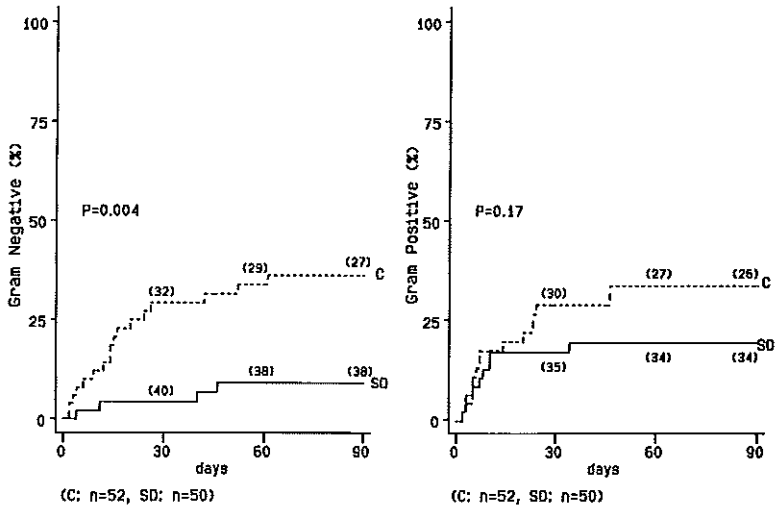 100
75
50
25
0
Gram Negative (%)
P=0.004
(32)
(29)
(27)
C
(40)
(38)
(38)
SD
0
30
60
90
days
(C: n=52, SD: n=50)
100
75
50
25
0
Gram Positive (%)
P=0.17
(30)
(27)
(26)
C
SD
(35)
(34)
(34)
0
30
60
90
days
(C: n=52, SD: n=50)